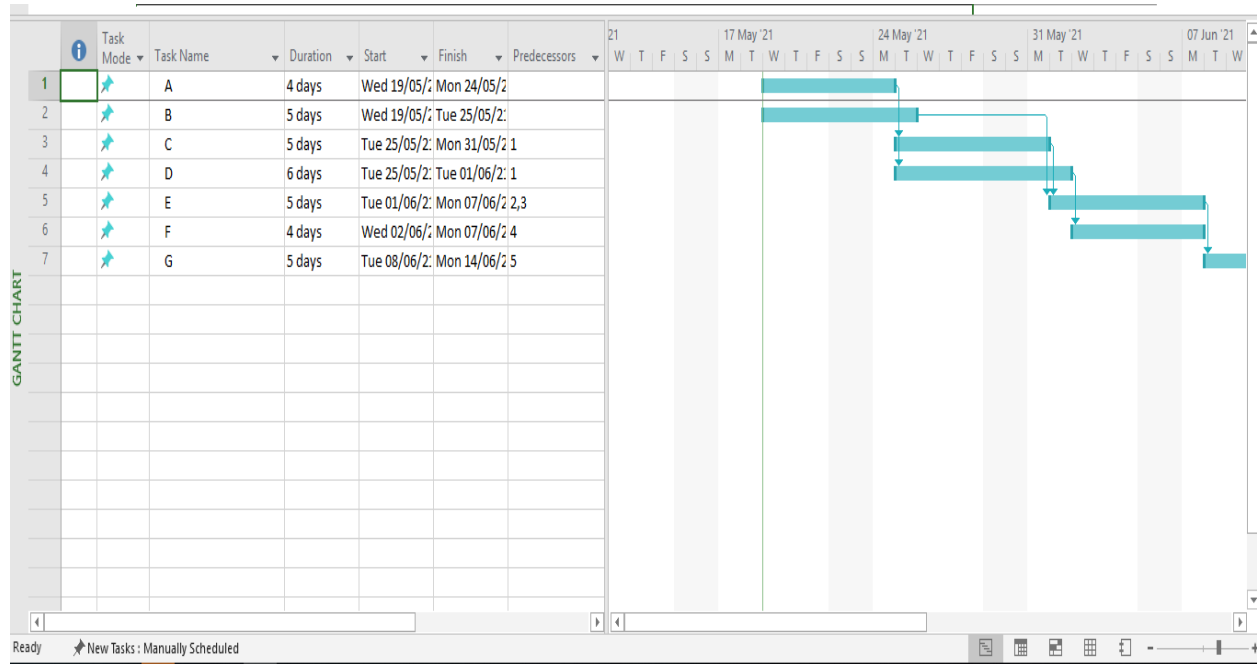 Task Mode Task Name Duration Start Finish Predecessors
21 17 May '21 24 May '21 31 May '21 07 Jun '21
W T F S S M T W T F S S M T W T F S S M T W T F S S M T W
1 A 4 days Wed 19/05/2 Mon 24/05/2
2 B 5 days Wed 19/05/2 Tue 25/05/2:
3 C 5 days Tue 25/05/2: Mon 31/05/2 1
4 D 6 days Tue 25/05/2: Tue 01/06/2: 1
5 E 5 days Tue 01/06/2: Mon 07/06/2 2,3
6 F 4 days Wed 02/06/2 Mon 07/06/2 4
7 G 5 days Tue 08/06/2: Mon 14/06/2 5
GANTT CHART
Ready New Tasks : Manually Scheduled